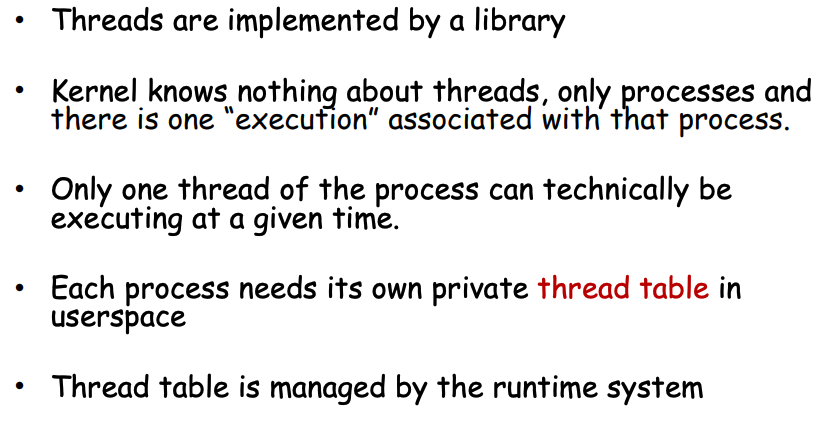 • Threads are implemented by a library
• Kernel knows nothing about threads, only processes and
there is one “execution” associated with that process.
• Only one thread of the process can technically be
executing at a given time.
• Each process needs its own private thread table in
userspace
• Thread table is managed by the runtime system